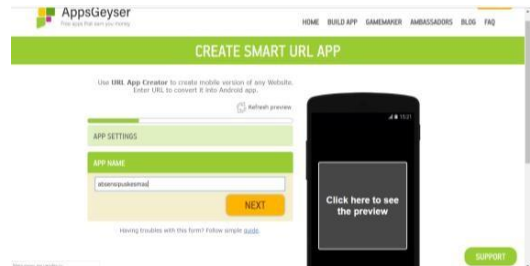 AppsGeyser
Free apps that earn you money
HOME BUILD APP GAMEMAKER AMBASSADORS BLOG FAQ
CREATE SMART URL APP
Use URL App Creator to create mobile version of any Website.
Enter URL to convert it into Android app.
Refresh preview
APP SETTINGS
APP NAME
absensipuskesmas
NEXT
Having troubles with this form? Follow simple guide.
15:21
Click here to see
the preview
SUPPORT